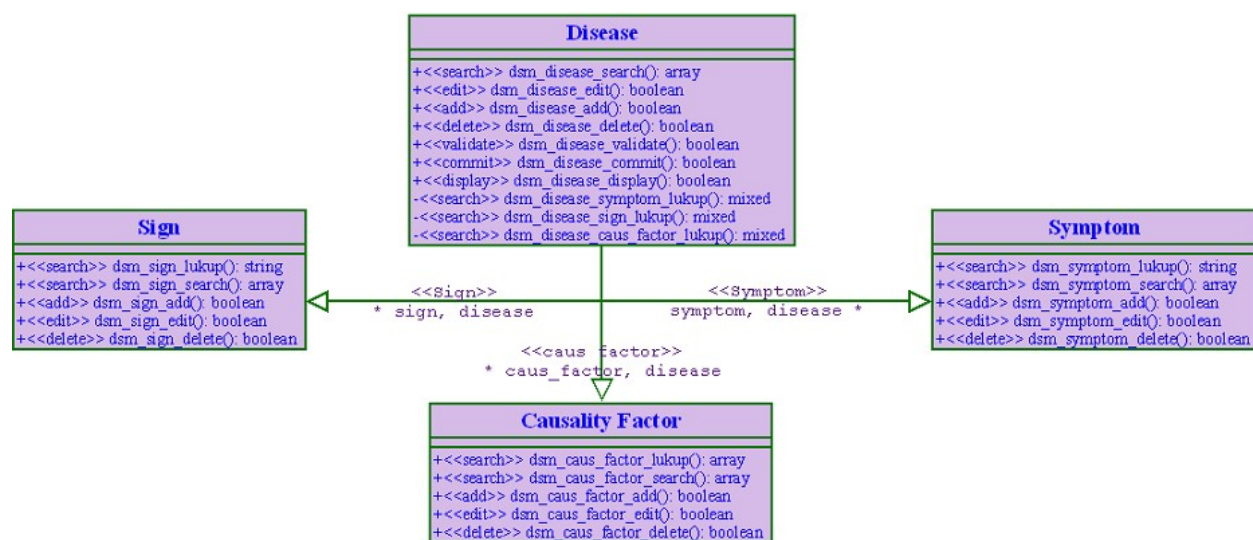 Disease
+<<search>> dsm_disease_search(): array
+<<edit>> dsm_disease_edit(): boolean
+<<add>> dsm_disease_add(): boolean
+<<delete>> dsm_disease_delete(): boolean
+<<validate>> dsm_disease_validate(): boolean
+<<commit>> dsm_disease_commit(): boolean
+<<display>> dsm_disease_display(): boolean
-<<search>> dsm_disease_symptom_lukup(): mixed
-<<search>> dsm_disease_sign_lukup(): mixed
-<<search>> dsm_disease_caus_factor_lukup(): mixed
Sign
+<<search>> dsm_sign_lukup(): string
+<<search>> dsm_sign_search(): array
+<<add>> dsm_sign_add(): boolean
+<<edit>> dsm_sign_edit(): boolean
+<<delete>> dsm_sign_delete(): boolean
<<Sign>>
* sign, disease
<<Symptom>>
symptom, disease *
Symptom
+<<search>> dsm_symptom_lukup(): string
+<<search>> dsm_symptom_search(): array
+<<add>> dsm_symptom_add(): boolean
+<<edit>> dsm_symptom_edit(): boolean
+<<delete>> dsm_symptom_delete(): boolean
<<caus factor>>
* caus_factor, disease
Causality Factor
+<<search>> dsm_caus_factor_lukup(): array
+<<search>> dsm_caus_factor_search(): array
+<<add>> dsm_caus_factor_add(): boolean
+<<edit>> dsm_caus_factor_edit(): boolean
+<<delete>> dsm_caus_factor_delete(): boolean